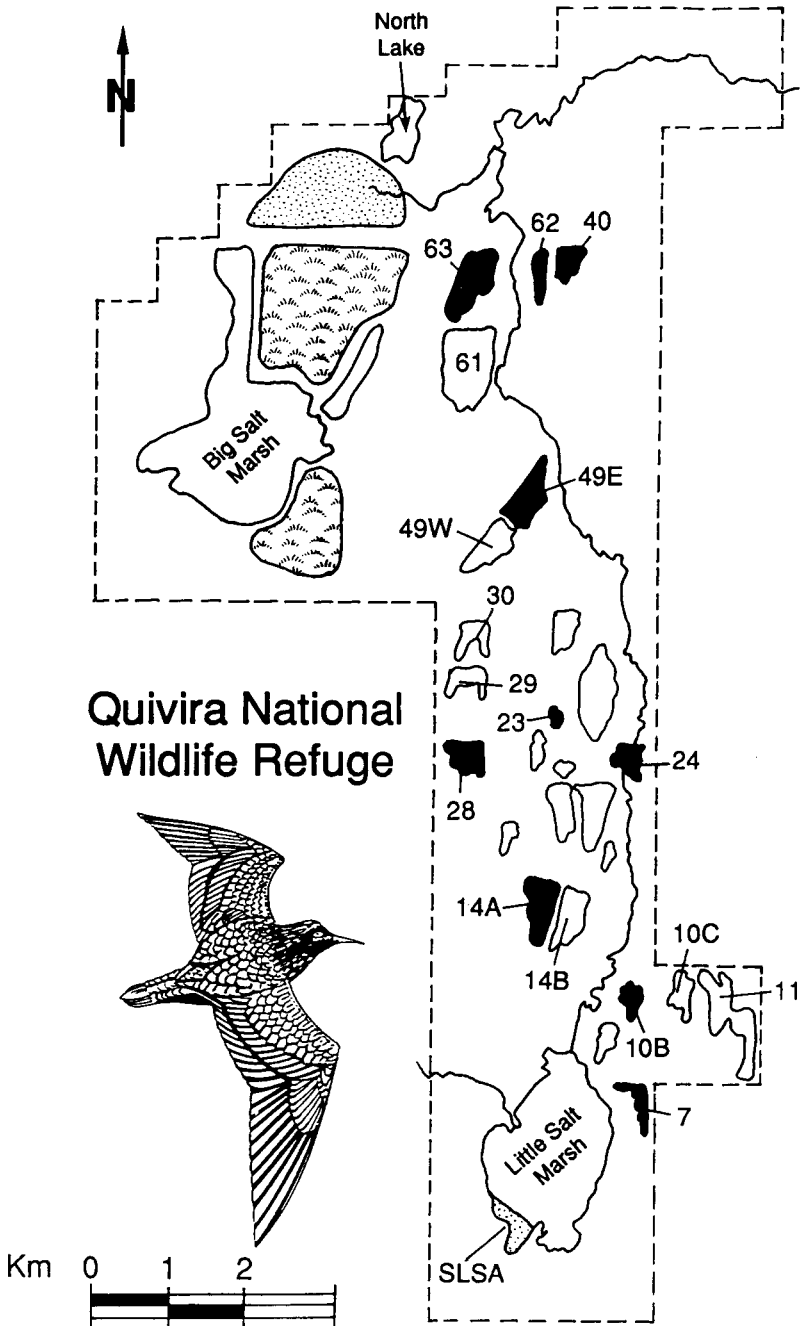 North
Lake
N
62
40
63
61
Big Salt
Marsh
49E
49W
30
29
23
Quivira National
Wildlife Refuge
24
28
14A
14B
10C
11
10B
7
Little Salt
Marsh
SLSA
Km 0 1 2